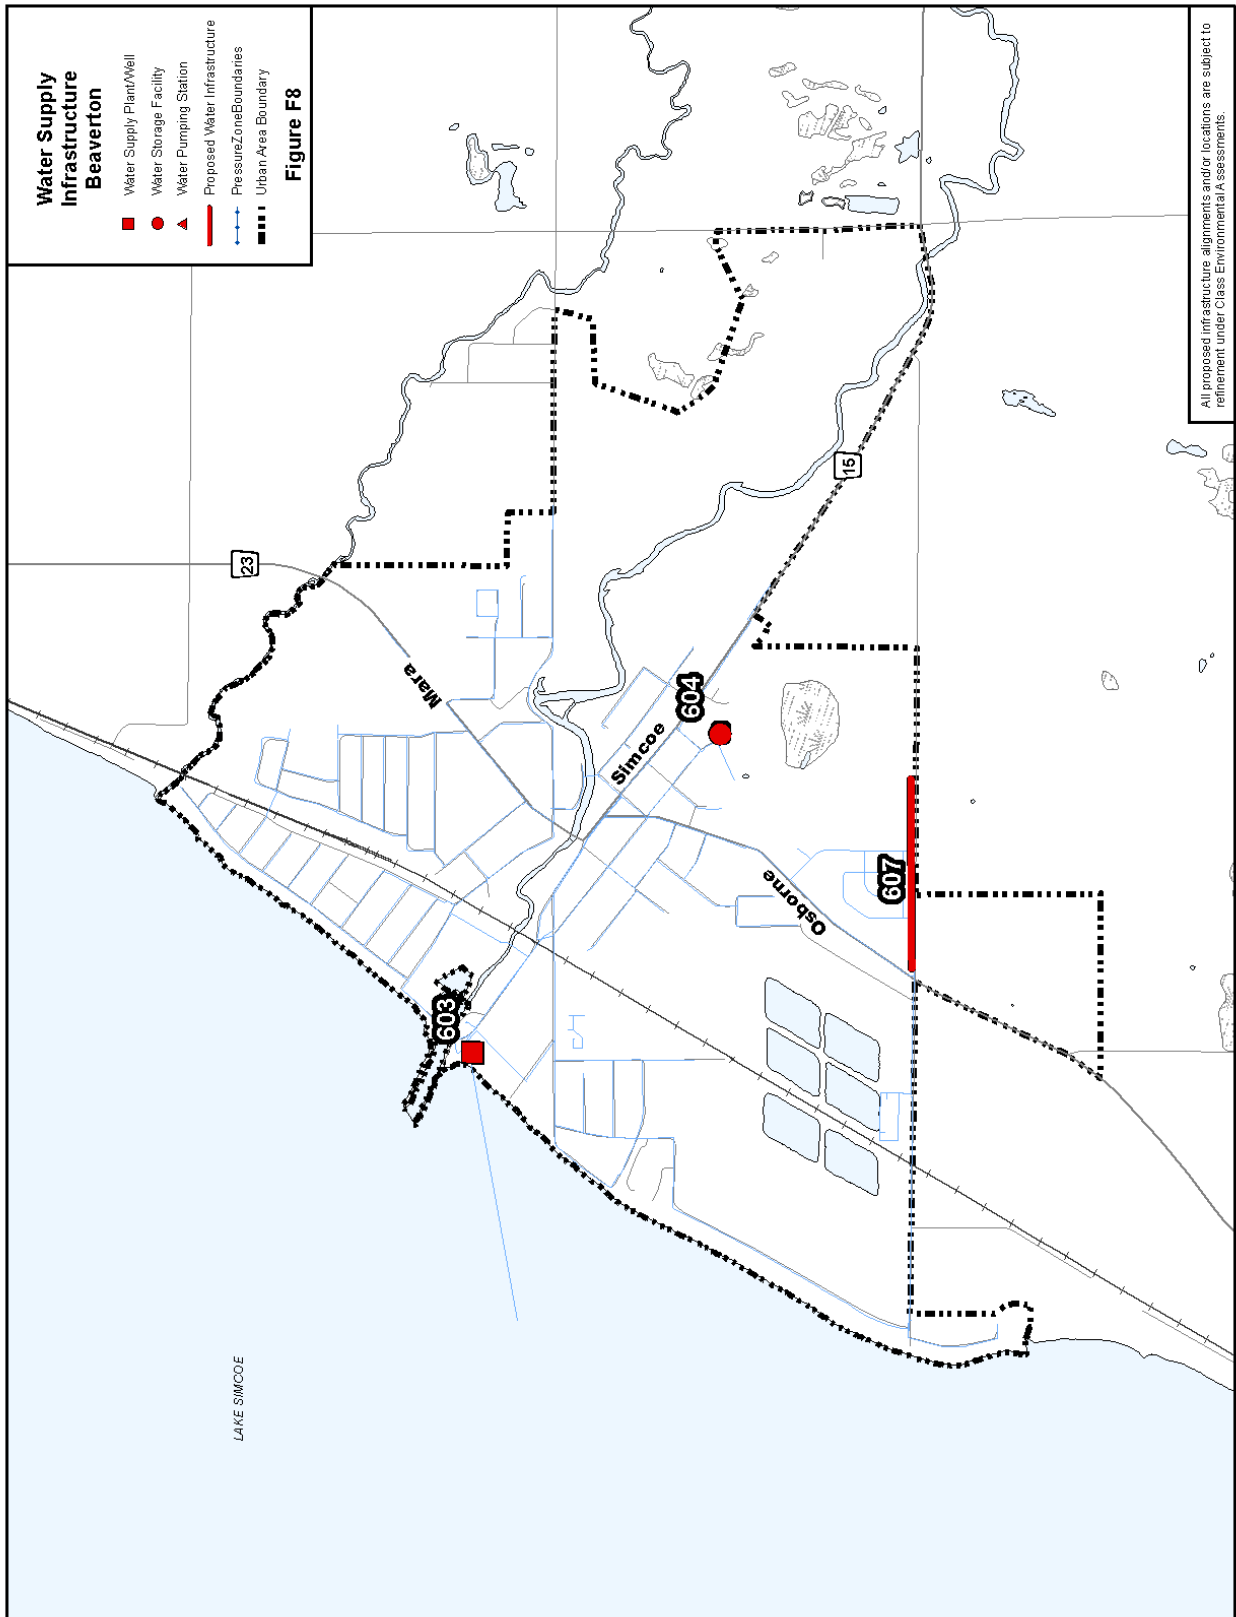 Water Supply
Infrastructure
Beaverton
Water Supply Plant/Well
Water Storage Facility
Water Pumping Station
Proposed Water Infrastructure
PressureZoneBoundaries
Urban Area Boundary
Figure F8
23
Mara
15
604
Simcoe
607
Osborne
603
LAKE SIMCOE
All proposed infrastructure alignments and/or locations are subject to
refinement under Class Environmental Assessments.